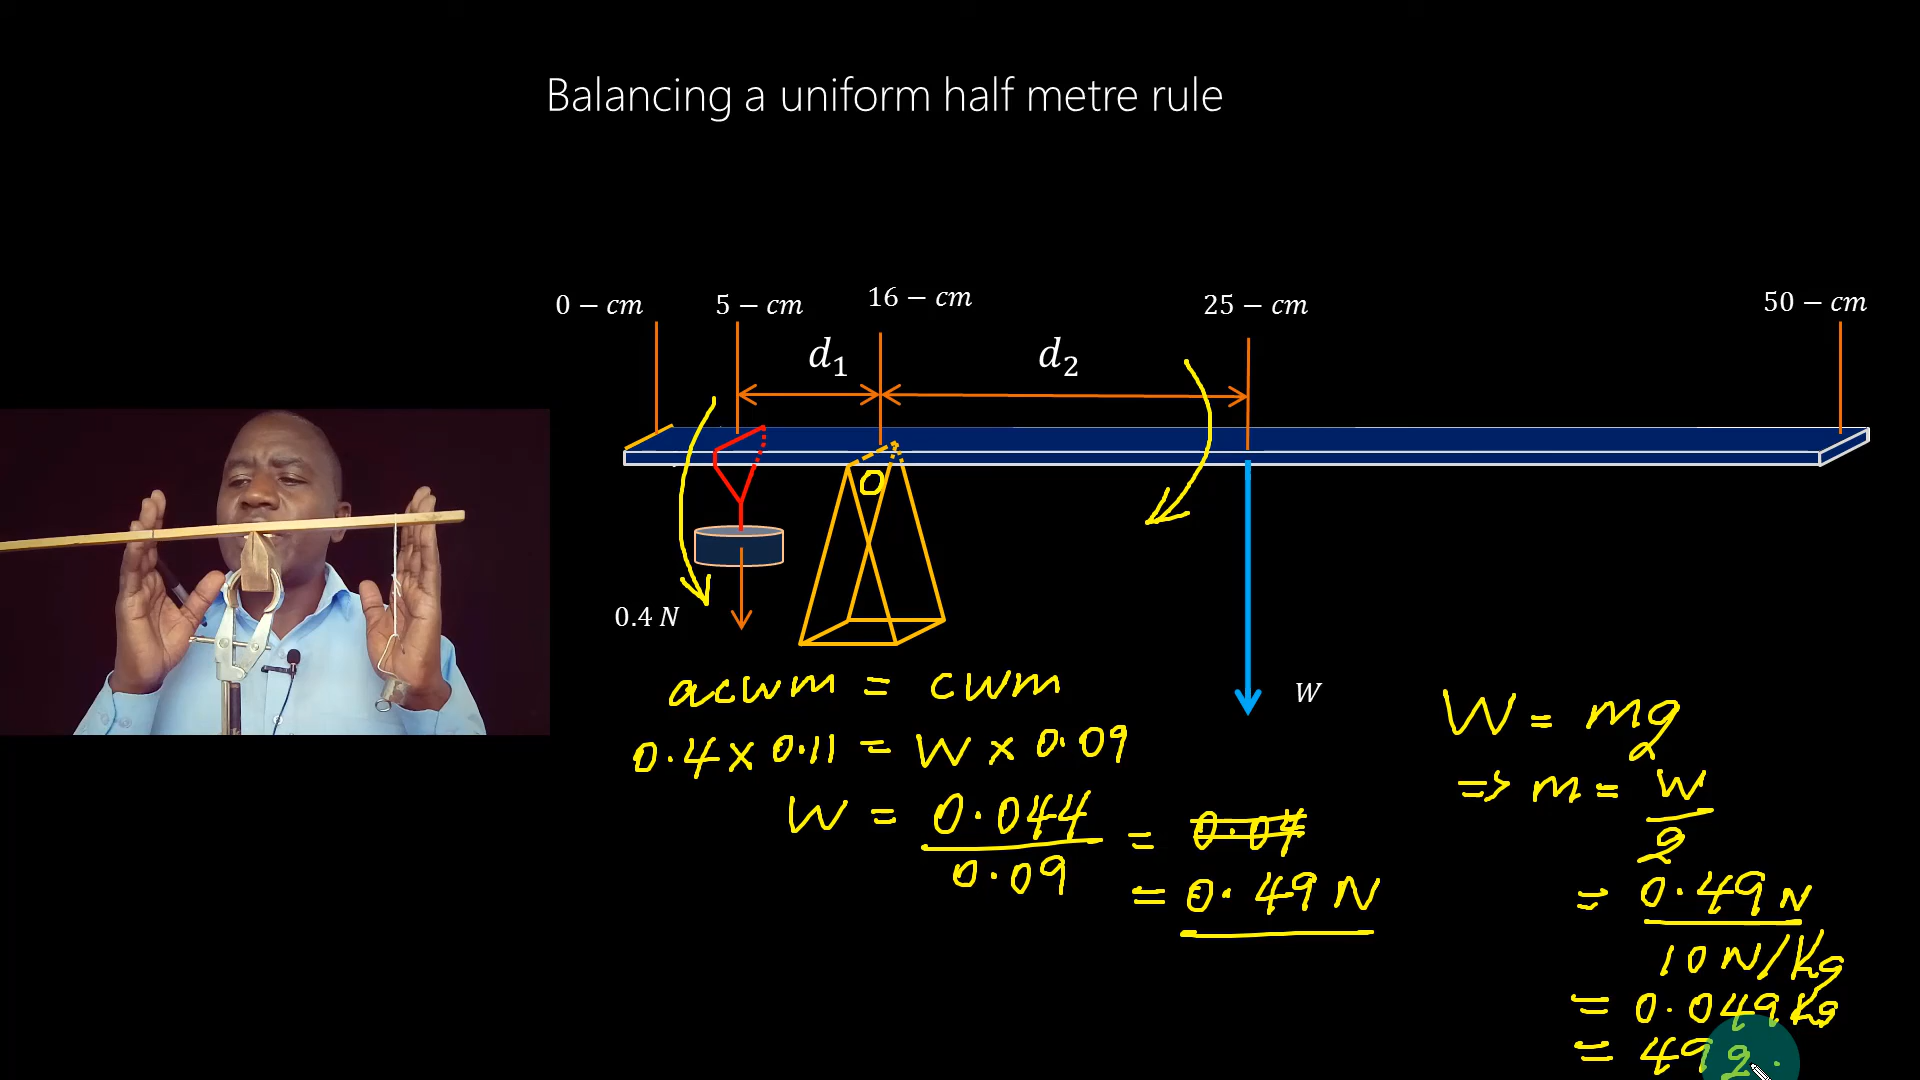 Balancing a uniform half metre rule
0 – cm 5 – cm 16 – cm 25 – cm 50 – cm
d₁ d₂
O
0.4 N
W
acwm = cwm
0.4 x 0.11 = W x 0.09
W = 0.044 / 0.09 = 0.04
= 0.49 N
W = mg
=> m = W / g
= 0.49 N / 10 N/kg
= 0.049 kg
= 49 g